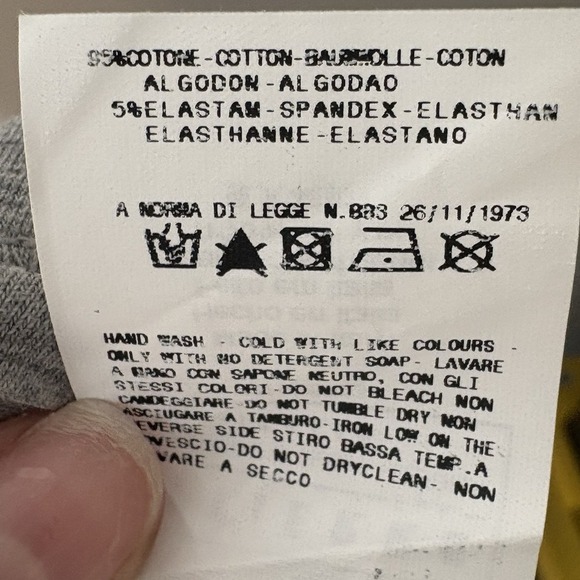 95%COTONE-COTTON-BAUMWOLLE-COTON
ALGODON-ALGODAO
5%ELASTAM-SPANDEX-ELASTHAN
ELASTHANNE-ELASTANO
A NORMA DI LEGGE N.883 26/11/1973
HAND WASH - COLD WITH LIKE COLOURS -
ONLY WITH NO DETERGENT SOAP- LAVARE
A MANO CON SAPONE NEUTRO, CON GLI
STESSI COLORI-DO NOT BLEACH NON
CANDEGGIARE-DO NOT TUMBLE DRY NON
ASCIUGARE A TAMBURO-IRON LOW ON THE
REVERSE SIDE STIRO BASSA TEMP.A
ROVESCIO-DO NOT DRYCLEAN- NON
LAVARE A SECCO